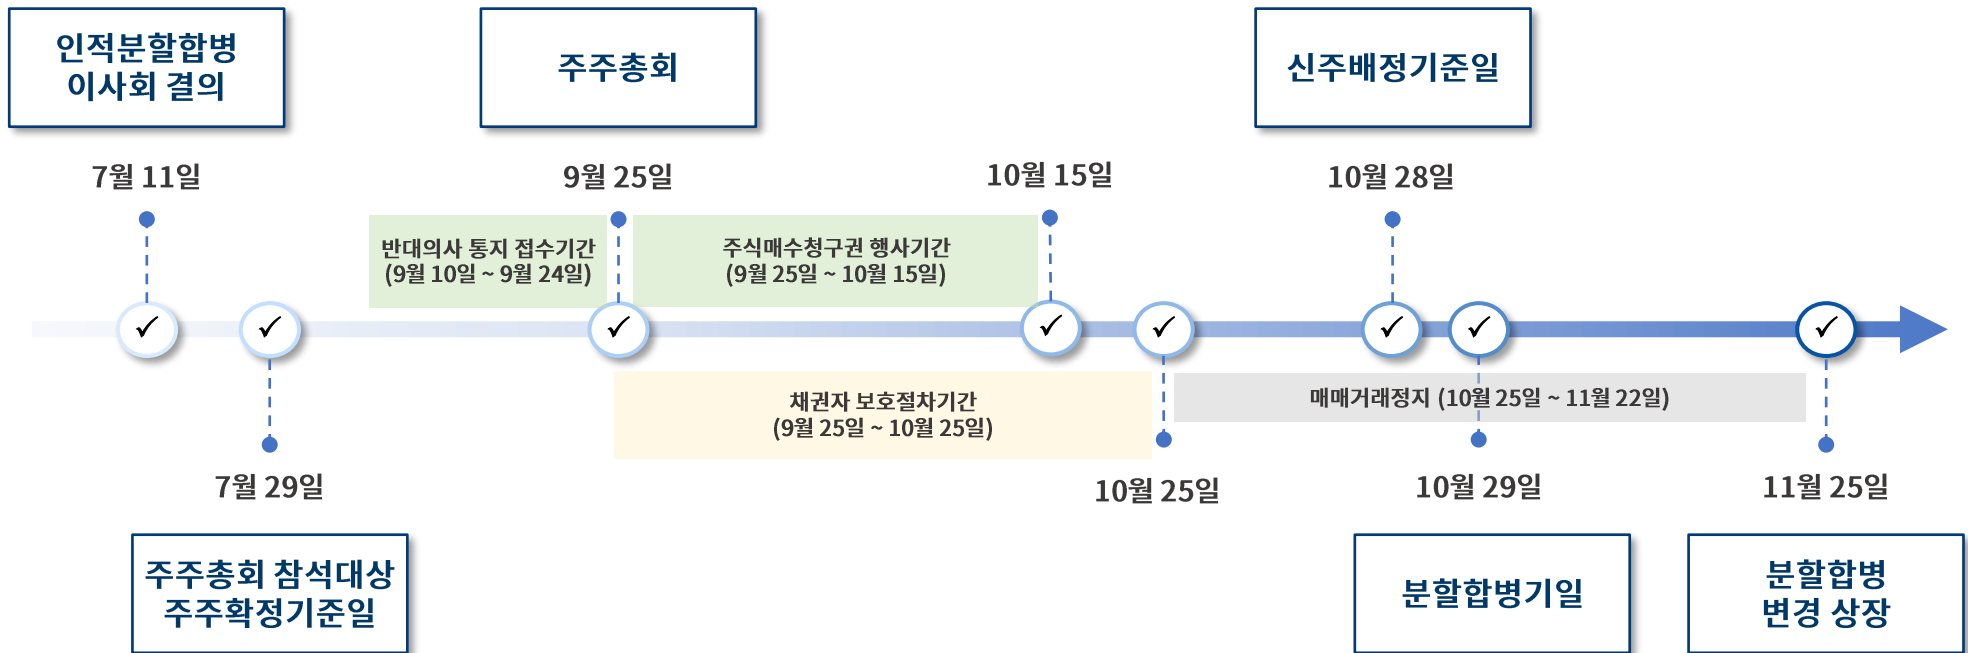 인적분할합병
이사회 결의
주주총회
신주배정기준일
7월 11일
9월 25일
10월 15일
10월 28일
반대의사 통지 접수기간
(9월 10일 ~ 9월 24일)
주식매수청구권 행사기간
(9월 25일 ~ 10월 15일)
채권자 보호절차기간
(9월 25일 ~ 10월 25일)
매매거래정지 (10월 25일 ~ 11월 22일)
7월 29일
10월 25일
10월 29일
11월 25일
주주총회 참석대상
주주확정기준일
분할합병기일
분할합병
변경 상장